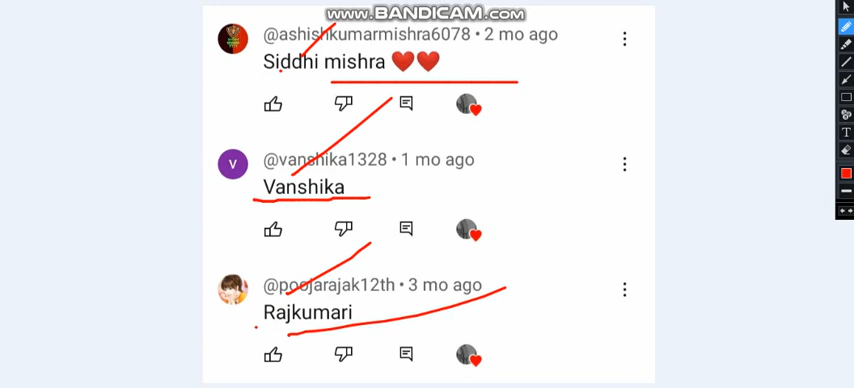 www.BANDICAM.com
@ashishkumarmishra6078 • 2 mo ago
Siddhi mishra ❤️❤️
V
@vanshika1328 • 1 mo ago
Vanshika
@poojarajak12th • 3 mo ago
Rajkumari
T